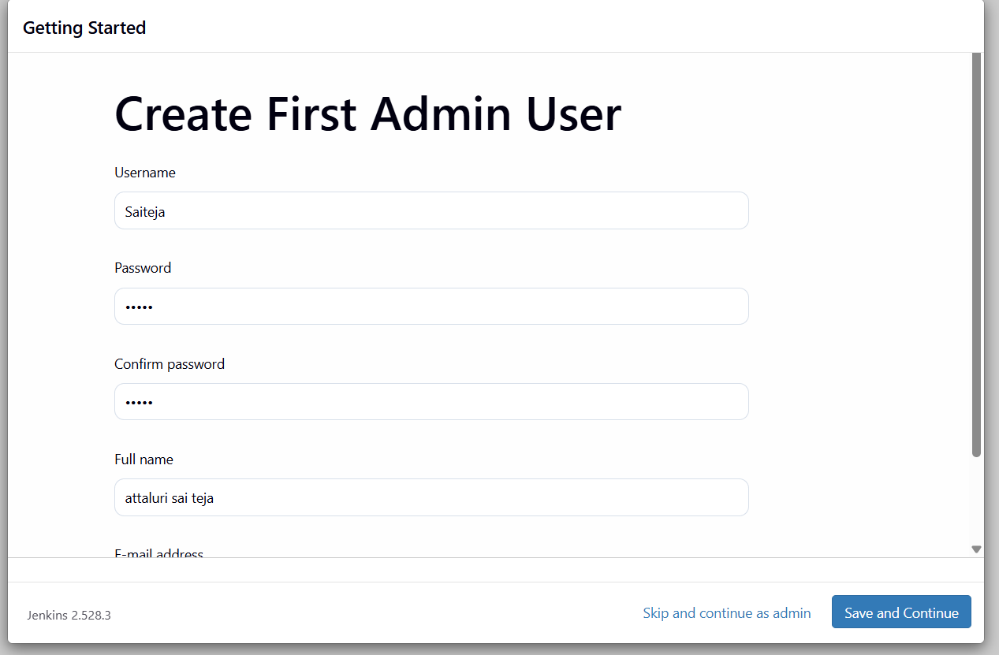 Getting Started
Create First Admin User
Username
Saiteja
Password
•••••
Confirm password
•••••
Full name
attaluri sai teja
E-mail address
Jenkins 2.528.3
Skip and continue as admin
Save and Continue